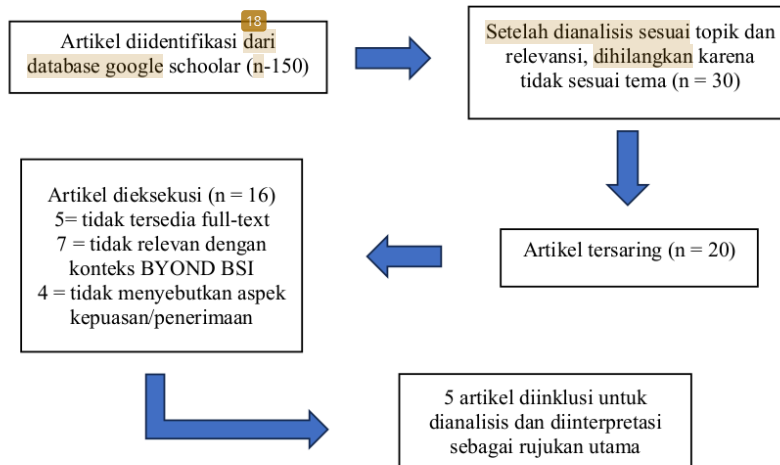 18
Artikel diidentifikasi dari
database google schoolar (n-150)
Setelah dianalisis sesuai topik dan
relevansi, dihilangkan karena
tidak sesuai tema (n = 30)
Artikel tersaring (n = 20)
Artikel dieksekusi (n = 16)
5= tidak tersedia full-text
7 = tidak relevan dengan
konteks BYOND BSI
4 = tidak menyebutkan aspek
kepuasan/penerimaan
5 artikel diinklusi untuk
dianalisis dan diinterpretasi
sebagai rujukan utama